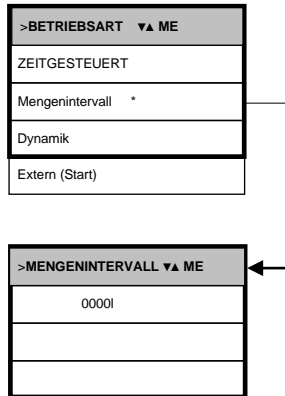 >BETRIEBSART ▼▲ ME
ZEITGESTEUERT
Mengenintervall *
Dynamik
Extern (Start)
>MENGENINTERVALL ▼▲ ME
0000l